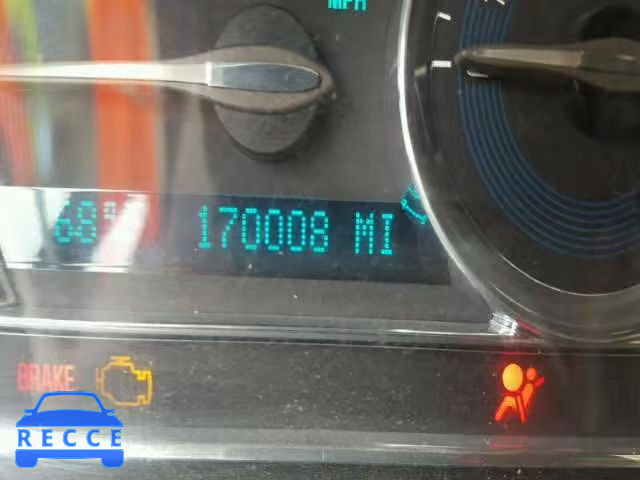 MPH
68°
170008 MI
BRAKE
RECCE